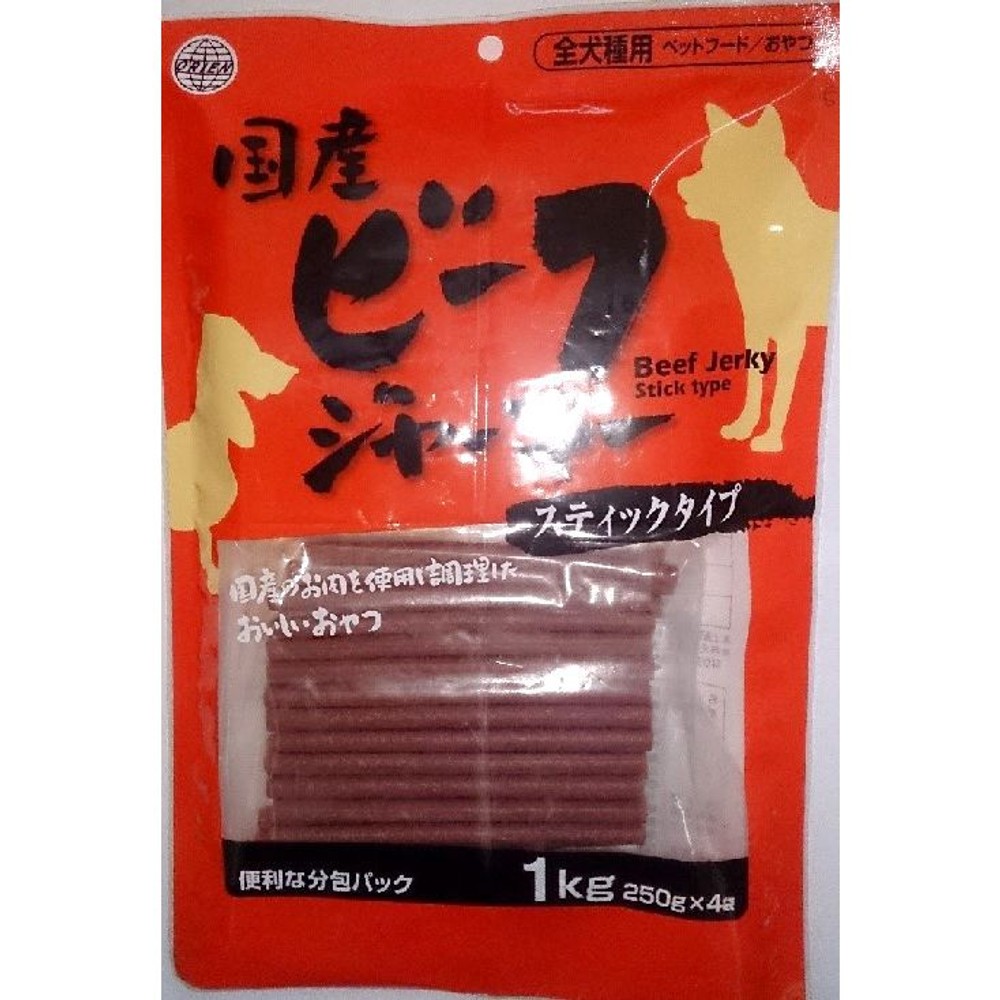 ORIEN
全犬種用 ペットフード/おやつ
国産
ビーフ
ジャーキー
Beef Jerky
Stick type
スティックタイプ
国産のお肉を使用し調理した
おいしいおやつ
便利な分包パック
1kg 250g×4袋